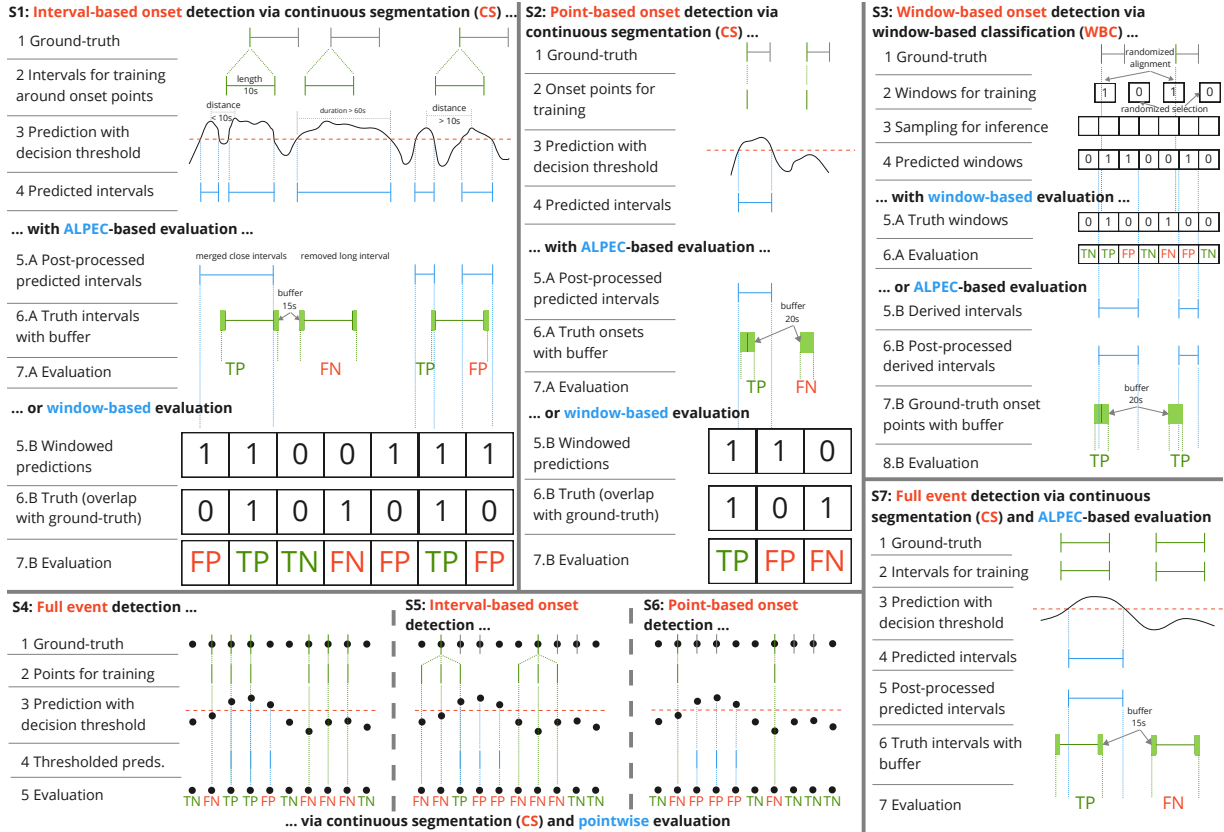 S1: Interval-based onset detection via continuous segmentation (CS) ...
1 Ground-truth
2 Intervals for training
around onset points
length
10s
distance
< 10s
duration > 60s
distance
> 10s
3 Prediction with
decision threshold
4 Predicted intervals
... with ALPEC-based evaluation ...
5.A Post-processed
predicted intervals
merged close intervals
removed long interval
buffer
15s
6.A Truth intervals
with buffer
7.A Evaluation
TP FN TP FP
... or window-based evaluation
5.B Windowed
predictions
1 1 0 0 1 1 1
6.B Truth (overlap
with ground-truth)
0 1 0 1 0 1 0
7.B Evaluation
FP TP TN FN FP TP FP
S2: Point-based onset detection via
continuous segmentation (CS) ...
1 Ground-truth
2 Onset points for
training
3 Prediction with
decision threshold
4 Predicted intervals
... with ALPEC-based evaluation ...
5.A Post-processed
predicted intervals
buffer
20s
6.A Truth onsets
with buffer
7.A Evaluation
TP FN
... or window-based evaluation
5.B Windowed
predictions
1 1 0
6.B Truth (overlap
with ground-truth)
1 0 1
7.B Evaluation
TP FP FN
S3: Window-based onset detection via
window-based classification (WBC) ...
1 Ground-truth
randomized
alignment
2 Windows for training
1 0 1 0
randomized selection
3 Sampling for inference
4 Predicted windows
0 1 1 0 0 1 0
... with window-based evaluation ...
5.A Truth windows
0 1 0 0 1 0 0
6.A Evaluation
TN TP FP TN FN FP TN
... or ALPEC-based evaluation
5.B Derived intervals
6.B Post-processed
derived intervals
buffer
20s
7.B Ground-truth onset
points with buffer
8.B Evaluation
TP TP
S4: Full event detection ...
1 Ground-truth
2 Points for training
3 Prediction with
decision threshold
4 Thresholded preds.
5 Evaluation
TN FN TP TP FP TN FN FN FN TN
S5: Interval-based onset
detection ...
FN FN TP FP FP FN FN FN TN TN
S6: Point-based onset
detection ...
TN FN FP FP FP TN FN TN TN TN
... via continuous segmentation (CS) and pointwise evaluation
S7: Full event detection via continuous
segmentation (CS) and ALPEC-based evaluation
1 Ground-truth
2 Intervals for training
3 Prediction with
decision threshold
4 Predicted intervals
5 Post-processed
predicted intervals
buffer
15s
6 Truth intervals with
buffer
7 Evaluation
TP FN